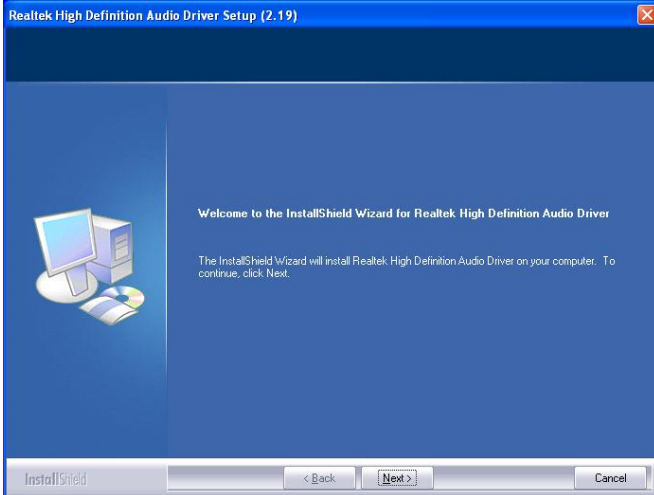 Realtek High Definition Audio Driver Setup (2.19)
Welcome to the InstallShield Wizard for Realtek High Definition Audio Driver
The InstallShield Wizard will install Realtek High Definition Audio Driver on your computer. To
continue, click Next.
InstallShield
< Back
Next >
Cancel